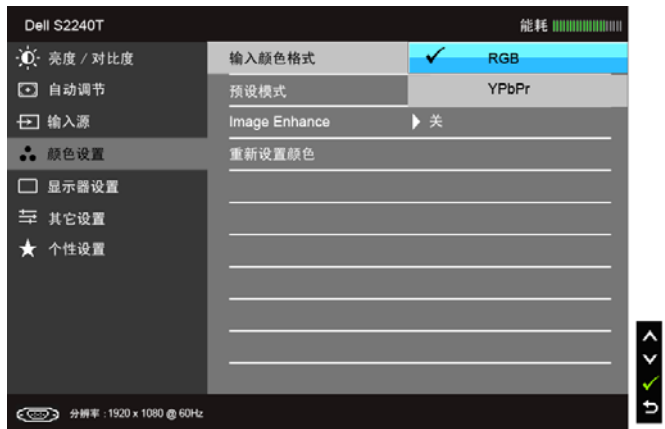 Dell S2240T
能耗
亮度 / 对比度
自动调节
输入源
颜色设置
显示器设置
其它设置
个性设置
输入颜色格式
RGB
YPbPr
预设模式
Image Enhance
关
重新设置颜色
分辨率 : 1920 x 1080 @ 60Hz